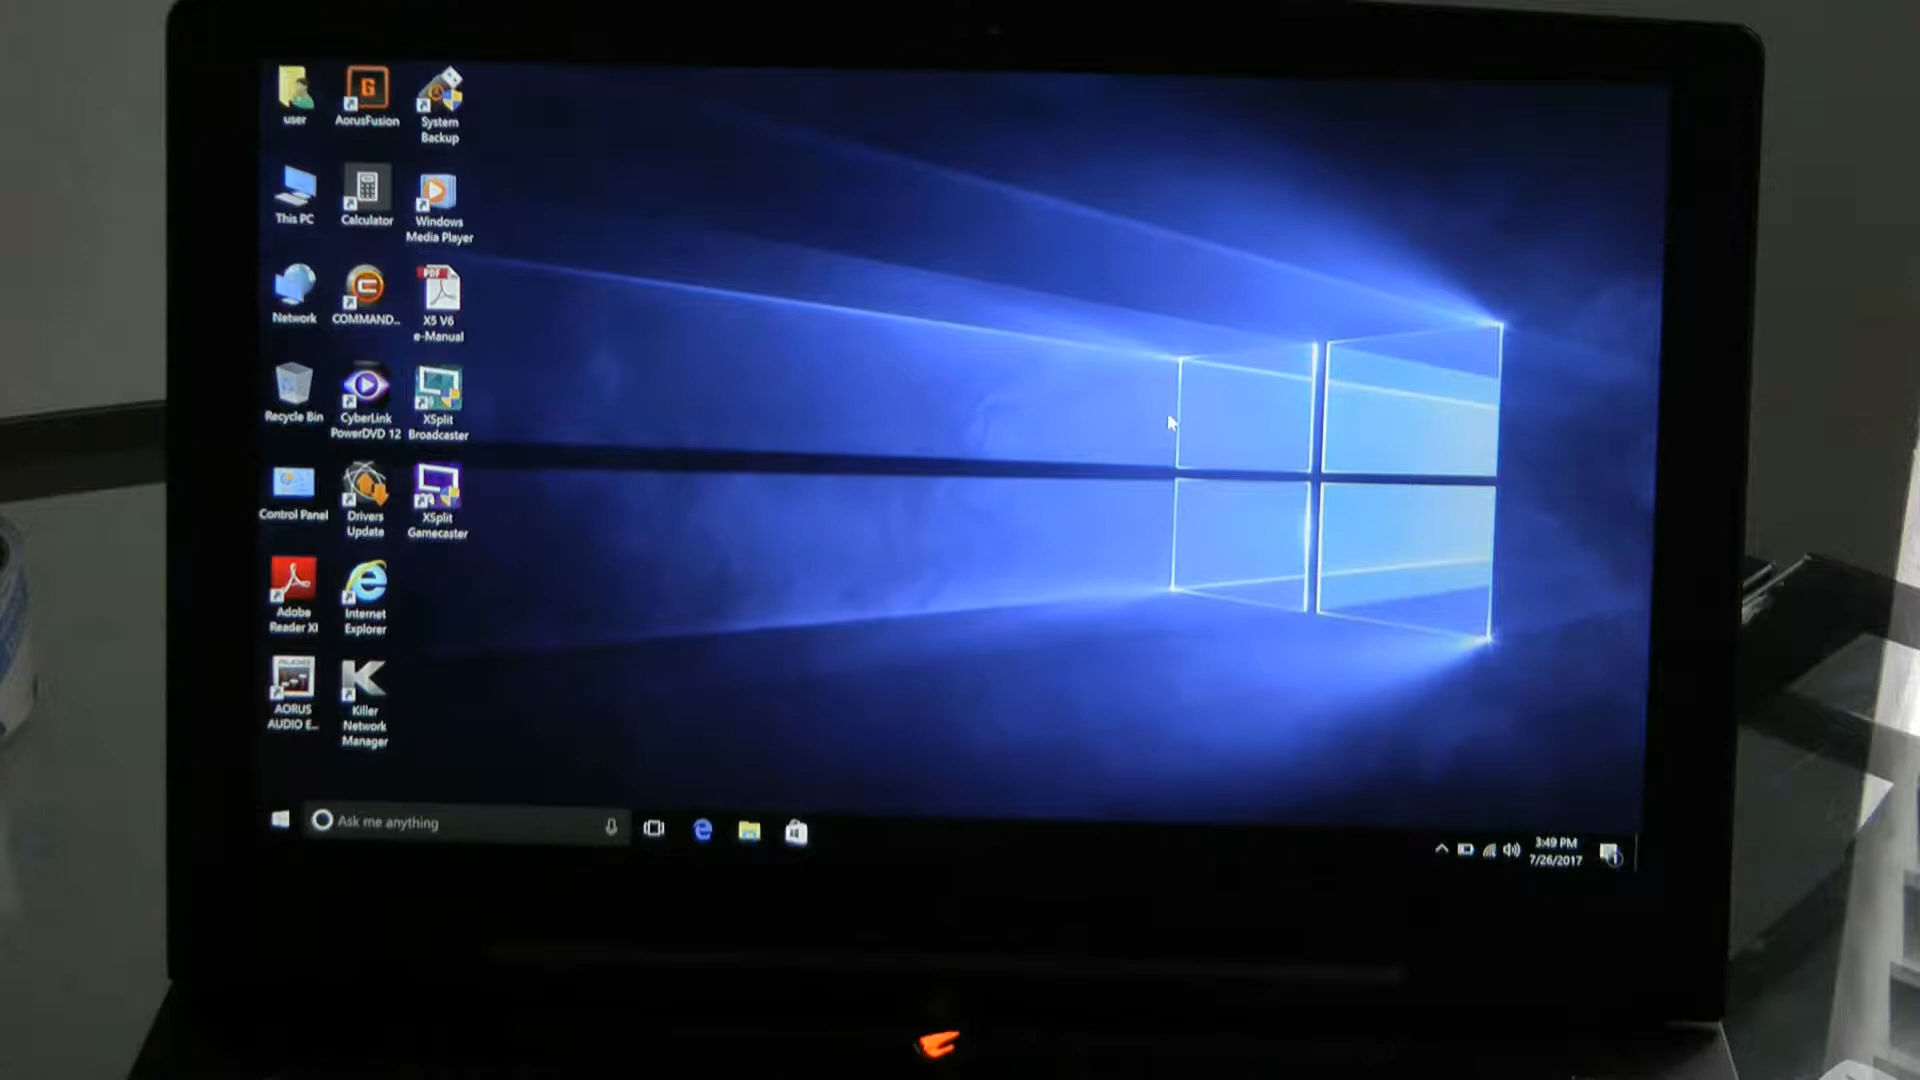 user
AorusFusion
System
Backup
This PC
Calculator
Windows
Media Player
Network
COMMAND...
PDF
X5 V6
e-Manual
Recycle Bin
CyberLink
PowerDVD 12
XSplit
Broadcaster
Control Panel
Drivers
Update
XSplit
Gamecaster
Adobe
Reader XI
Internet
Explorer
AORUS
AUDIO E...
Killer
Network
Manager
Ask me anything
3:49 PM
7/26/2017